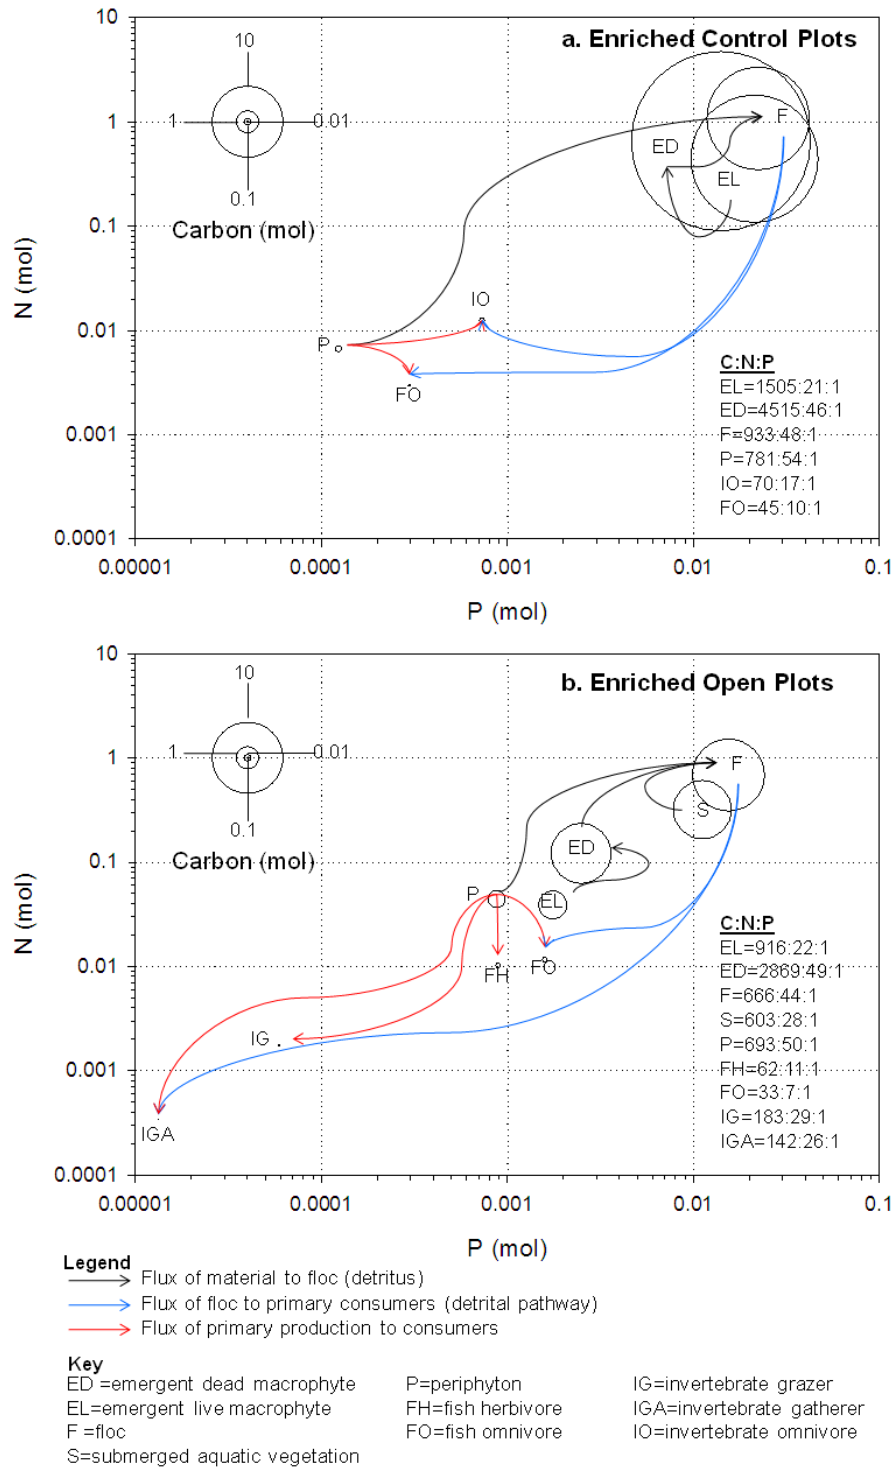 a. Enriched Control Plots
10
1
0.01
0.1
Carbon (mol)
10
1
0.1
0.01
0.001
0.0001
N (mol)
F
ED
EL
IO
P
FO
C:N:P
EL=1505:21:1
ED=4515:46:1
F=933:48:1
P=781:54:1
IO=70:17:1
FO=45:10:1
0.00001
0.0001
0.001
0.01
0.1
P (mol)
b. Enriched Open Plots
10
1
0.01
0.1
Carbon (mol)
10
1
0.1
0.01
0.001
0.0001
N (mol)
F
S
ED
P
EL
FH
FO
IG
IGA
C:N:P
EL=916:22:1
ED=2869:49:1
F=666:44:1
S=603:28:1
P=693:50:1
FH=62:11:1
FO=33:7:1
IG=183:29:1
IGA=142:26:1
0.00001
0.0001
0.001
0.01
0.1
P (mol)
Legend
Flux of material to floc (detritus)
Flux of floc to primary consumers (detrital pathway)
Flux of primary production to consumers
Key
ED =emergent dead macrophyte
EL=emergent live macrophyte
F =floc
S=submerged aquatic vegetation
P=periphyton
FH=fish herbivore
FO=fish omnivore
IG=invertebrate grazer
IGA=invertebrate gatherer
IO=invertebrate omnivore